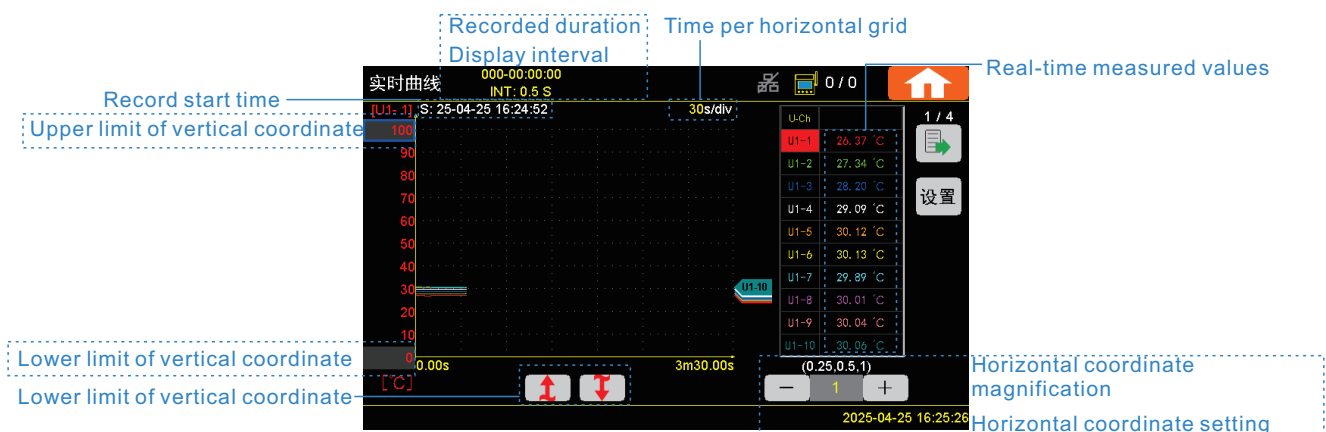 Recorded duration
Display interval
Time per horizontal grid
Real-time measured values
Record start time
Upper limit of vertical coordinate
Lower limit of vertical coordinate
Lower limit of vertical coordinate
Horizontal coordinate
magnification
Horizontal coordinate setting
实时曲线
000-00:00:00
INT: 0.5 S
0 / 0
[U1- 1]
S: 25-04-25 16:24:52
30s/div
100
90
80
70
60
50
40
30
20
10
0
[°C]
0.00s
3m30.00s
U1-10
U-Ch
U1-1 26.37 °C
U1-2 27.34 °C
U1-3 28.20 °C
U1-4 29.09 °C
U1-5 30.12 °C
U1-6 30.13 °C
U1-7 29.89 °C
U1-8 30.01 °C
U1-9 30.04 °C
U1-10 30.06 °C
1 / 4
设置
(0.25,0.5,1)
− 1 +
2025-04-25 16:25:26